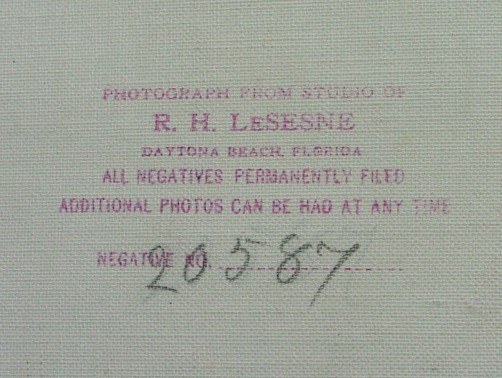 PHOTOGRAPH FROM STUDIO OF
R. H. LESESNE
DAYTONA BEACH, FLORIDA
ALL NEGATIVES PERMANENTLY FILED
ADDITIONAL PHOTOS CAN BE HAD AT ANY TIME
NEGATIVE NO. 20587